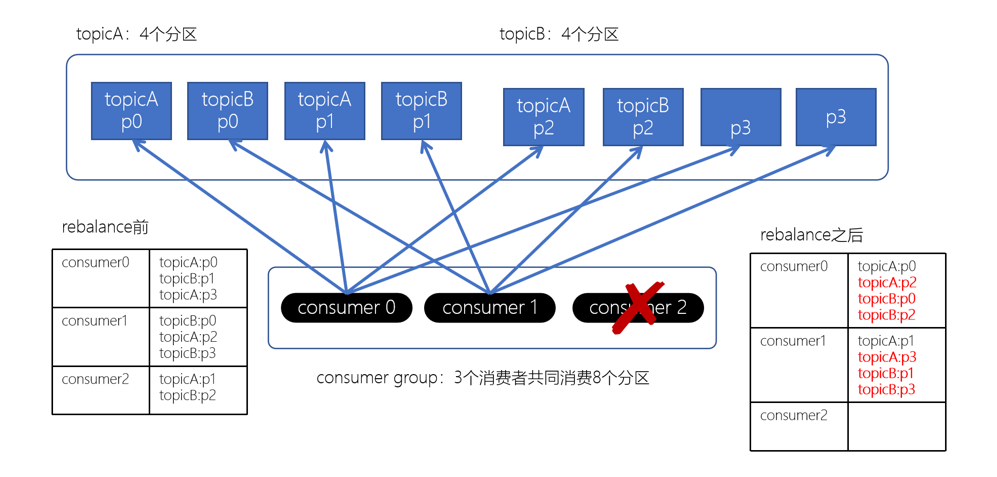 topicA：4个分区
topicB：4个分区
topicA
p0
topicB
p0
topicA
p1
topicB
p1
topicA
p2
topicB
p2
p3
p3
rebalance前
consumer0
topicA:p0
topicB:p1
topicA:p3
consumer1
topicB:p0
topicA:p2
topicB:p3
consumer2
topicA:p1
topicB:p2
consumer 0
consumer 1
consumer 2
consumer group：3个消费者共同消费8个分区
rebalance之后
consumer0
topicA:p0
topicA:p2
topicB:p0
topicB:p2
consumer1
topicA:p1
topicA:p3
topicB:p1
topicB:p3
consumer2